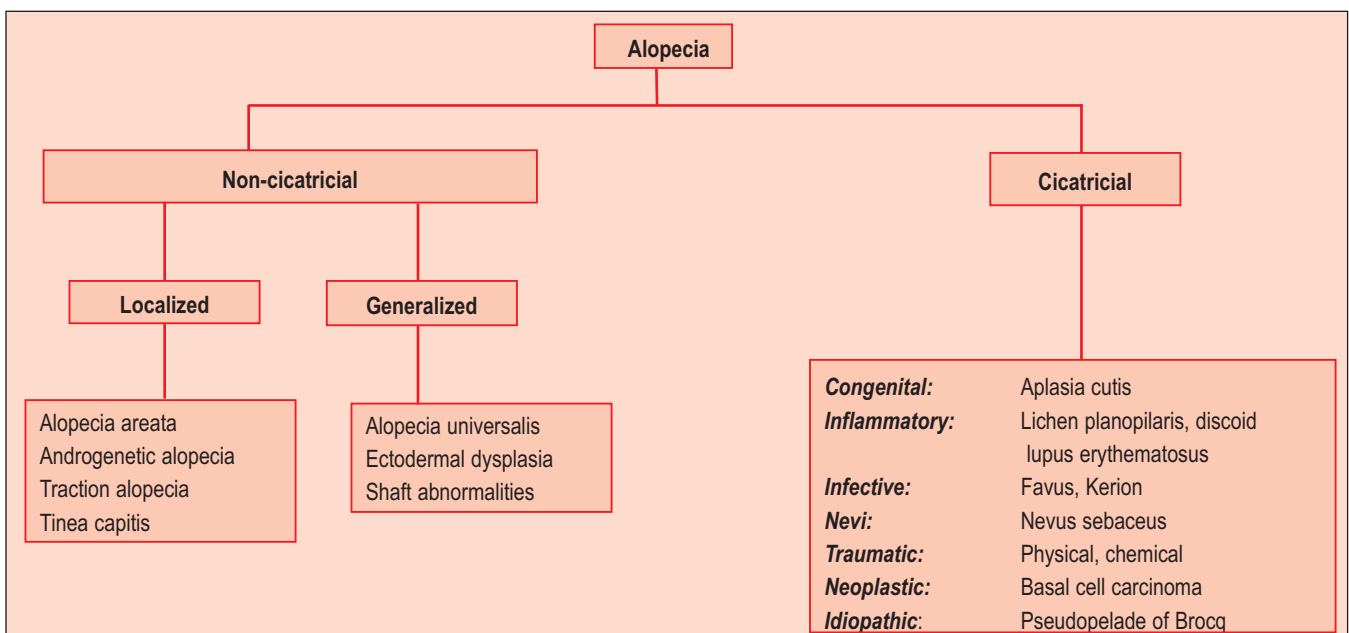 Alopecia
Non-cicatricial
Cicatricial
Localized
Generalized
Alopecia areata
Androgenetic alopecia
Traction alopecia
Tinea capitis
Alopecia universalis
Ectodermal dysplasia
Shaft abnormalities
Congenital: Aplasia cutis
Inflammatory: Lichen planopilaris, discoid
lupus erythematosus
Infective: Favus, Kerion
Nevi: Nevus sebaceus
Traumatic: Physical, chemical
Neoplastic: Basal cell carcinoma
Idiopathic: Pseudopelade of Brocq